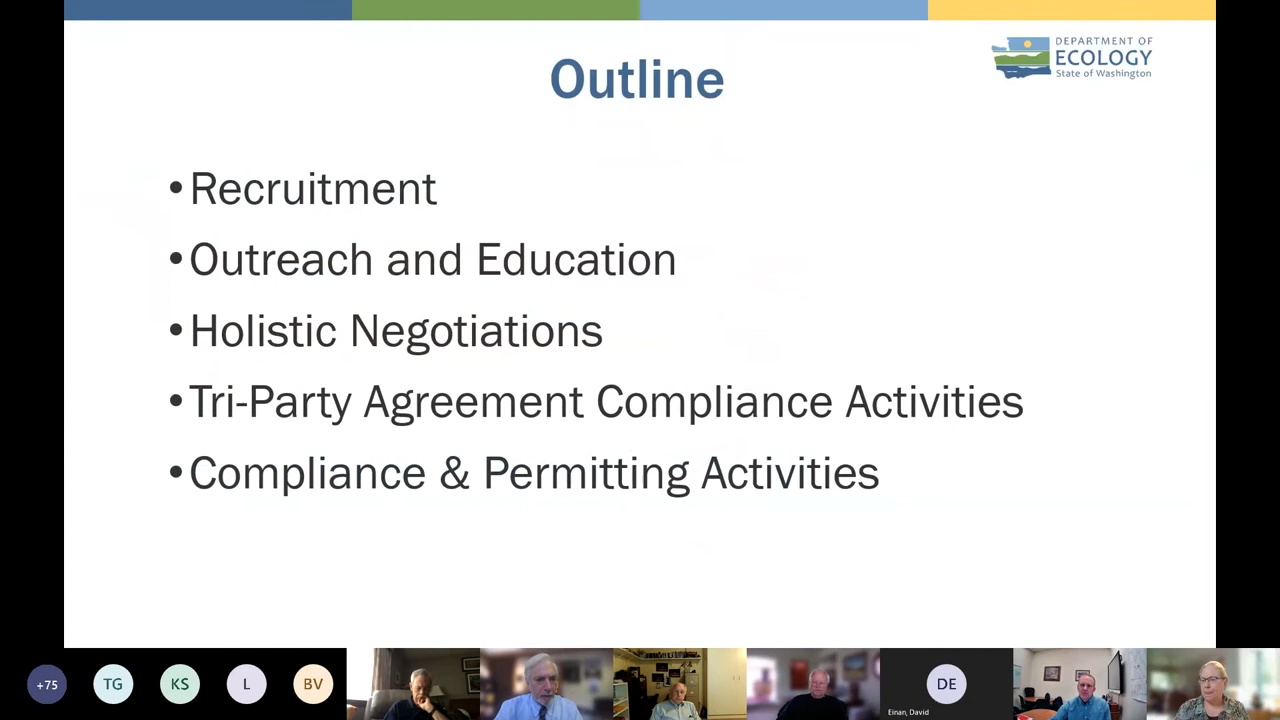 DEPARTMENT OF
ECOLOGY
State of Washington
Outline
•Recruitment
•Outreach and Education
•Holistic Negotiations
•Tri-Party Agreement Compliance Activities
•Compliance & Permitting Activities
+75
TG
KS
L
BV
DE
Einan, David